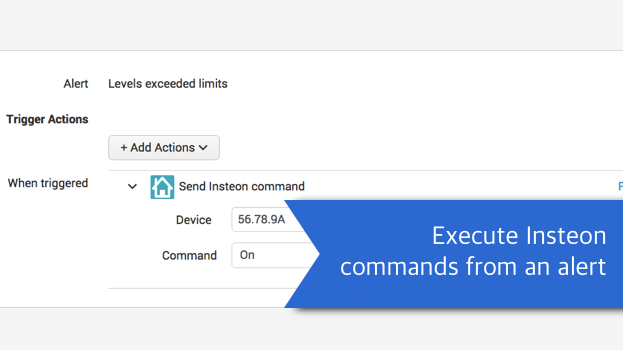 Alert Levels exceeded limits
Trigger Actions
+ Add Actions
When triggered Send Insteon command
Device 56.78.9A
Command On
Execute Insteon
commands from an alert